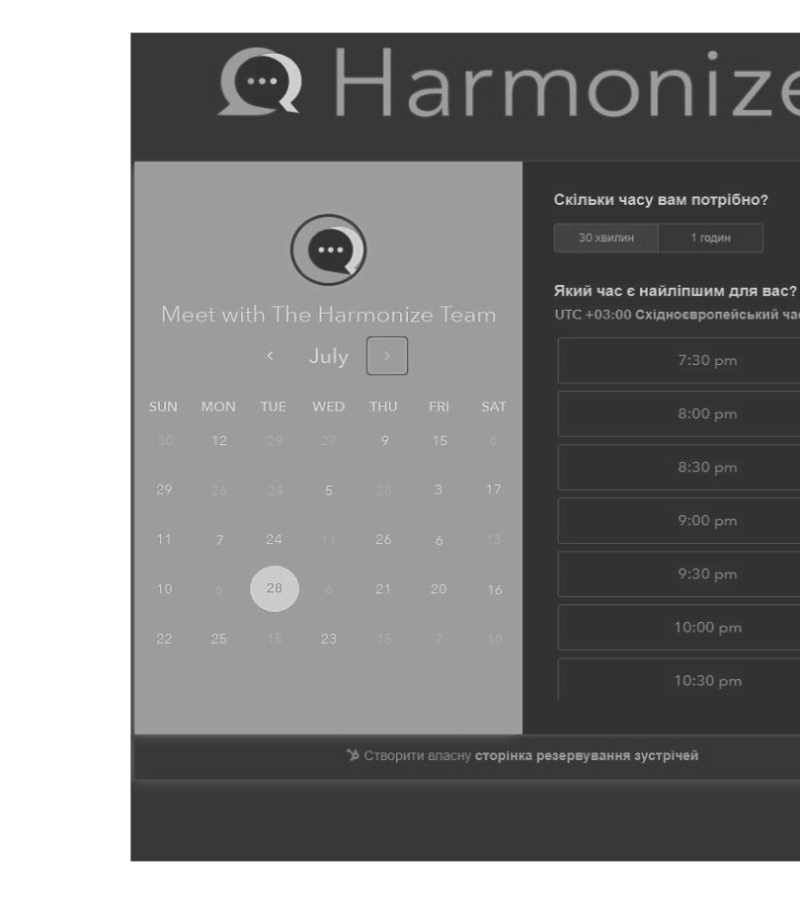 Harmonize
Meet with The Harmonize Team
July
SUN MON TUE WED THU FRI SAT
30 12 29 27 9 15 6
29 26 24 5 28 3 17
11 7 24 11 26 6 13
10 6 28 6 21 20 16
22 25 15 23 15 7 10
Скільки часу вам потрібно?
30 хвилин 1 годин
Який час є найліпшим для вас?
UTC +03:00 Східноєвропейський
7:30 pm
8:00 pm
8:30 pm
9:00 pm
9:30 pm
10:00 pm
10:30 pm
Створити власну сторінка резервування зустрічей